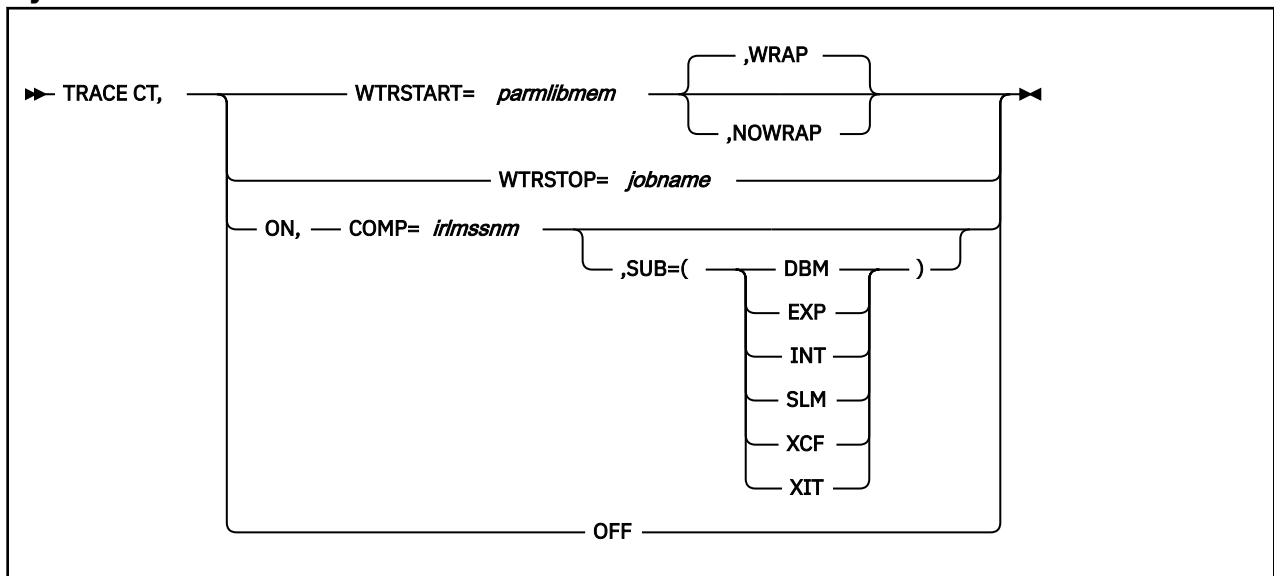 ,WRAP
TRACE CT, WTRSTART= parmlibmem
,NOWRAP
WTRSTOP= jobname
ON, COMP= irlmssnm
,SUB=( DBM )
EXP
INT
SLM
XCF
XIT
OFF